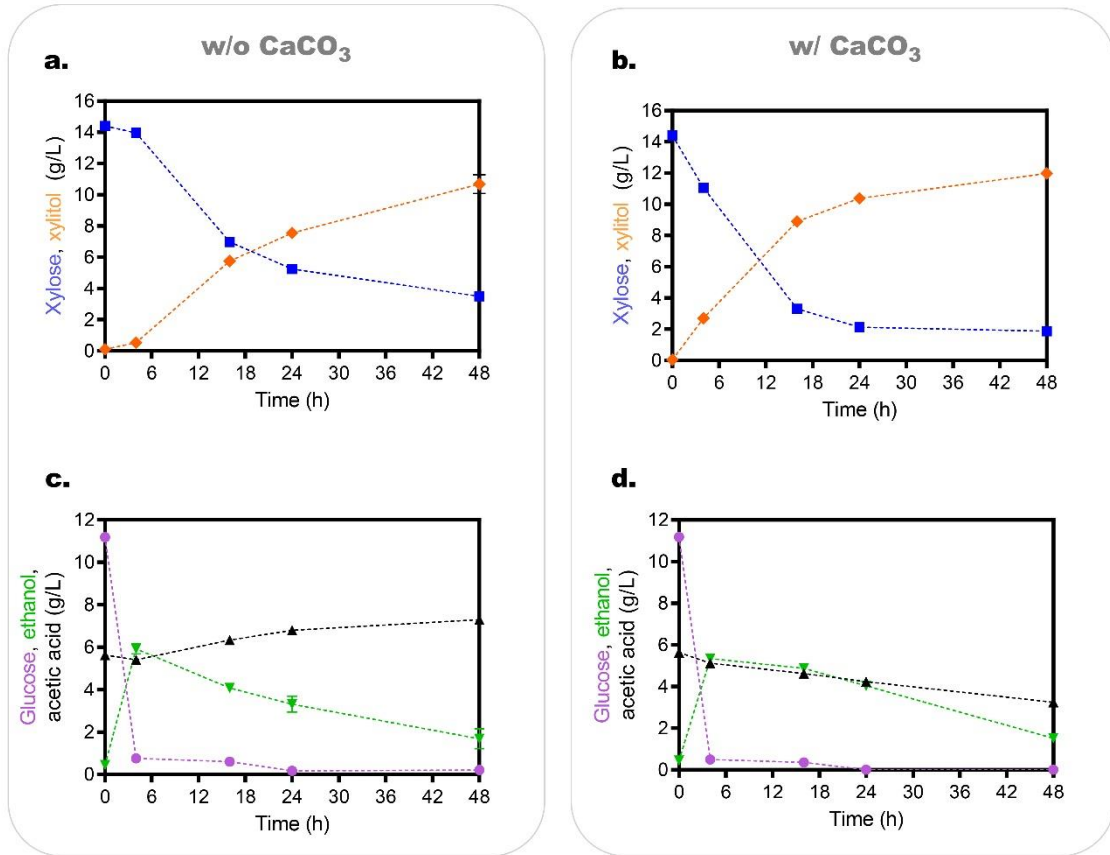 w/o CaCO₃
a.
16
14
12
10
8
6
4
2
0
Xylose, xylitol (g/L)
0 6 12 18 24 30 36 42 48
Time (h)
c.
12
10
8
6
4
2
0
Glucose, ethanol,
acetic acid (g/L)
0 6 12 18 24 30 36 42 48
Time (h)
w/ CaCO₃
b.
16
14
12
10
8
6
4
2
0
Xylose, xylitol (g/L)
0 6 12 18 24 30 36 42 48
Time (h)
d.
12
10
8
6
4
2
0
Glucose, ethanol,
acetic acid (g/L)
0 6 12 18 24 30 36 42 48
Time (h)